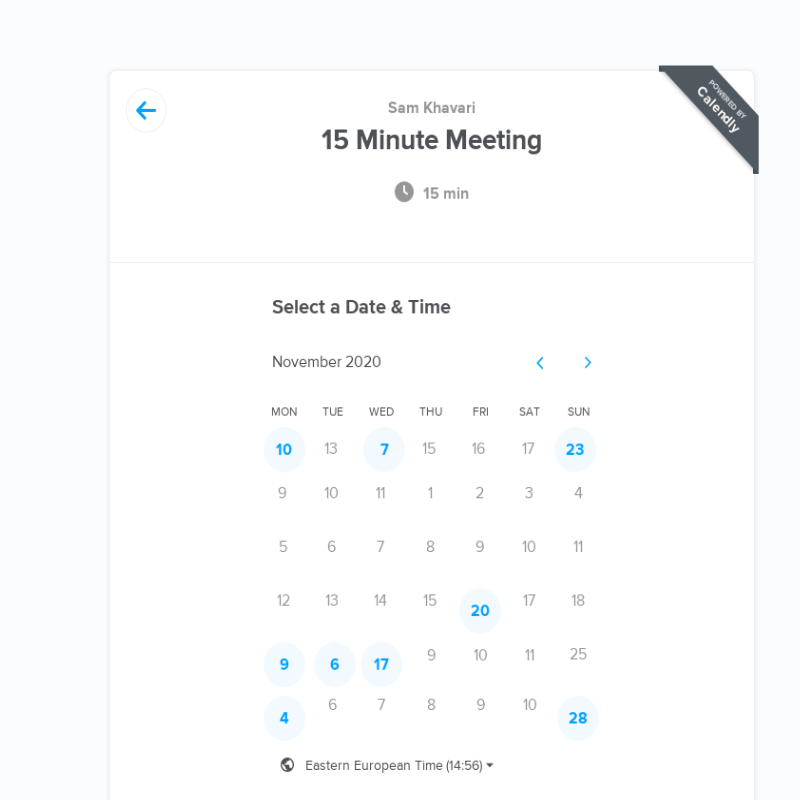 POWERED BY
Calendly
Sam Khavari
15 Minute Meeting
15 min
Select a Date & Time
November 2020
MON TUE WED THU FRI SAT SUN
10 13 7 15 16 17 23
9 10 11 1 2 3 4
5 6 7 8 9 10 11
12 13 14 15 20 17 18
9 6 17 9 10 11 25
4 6 7 8 9 10 28
Eastern European Time (14:56)